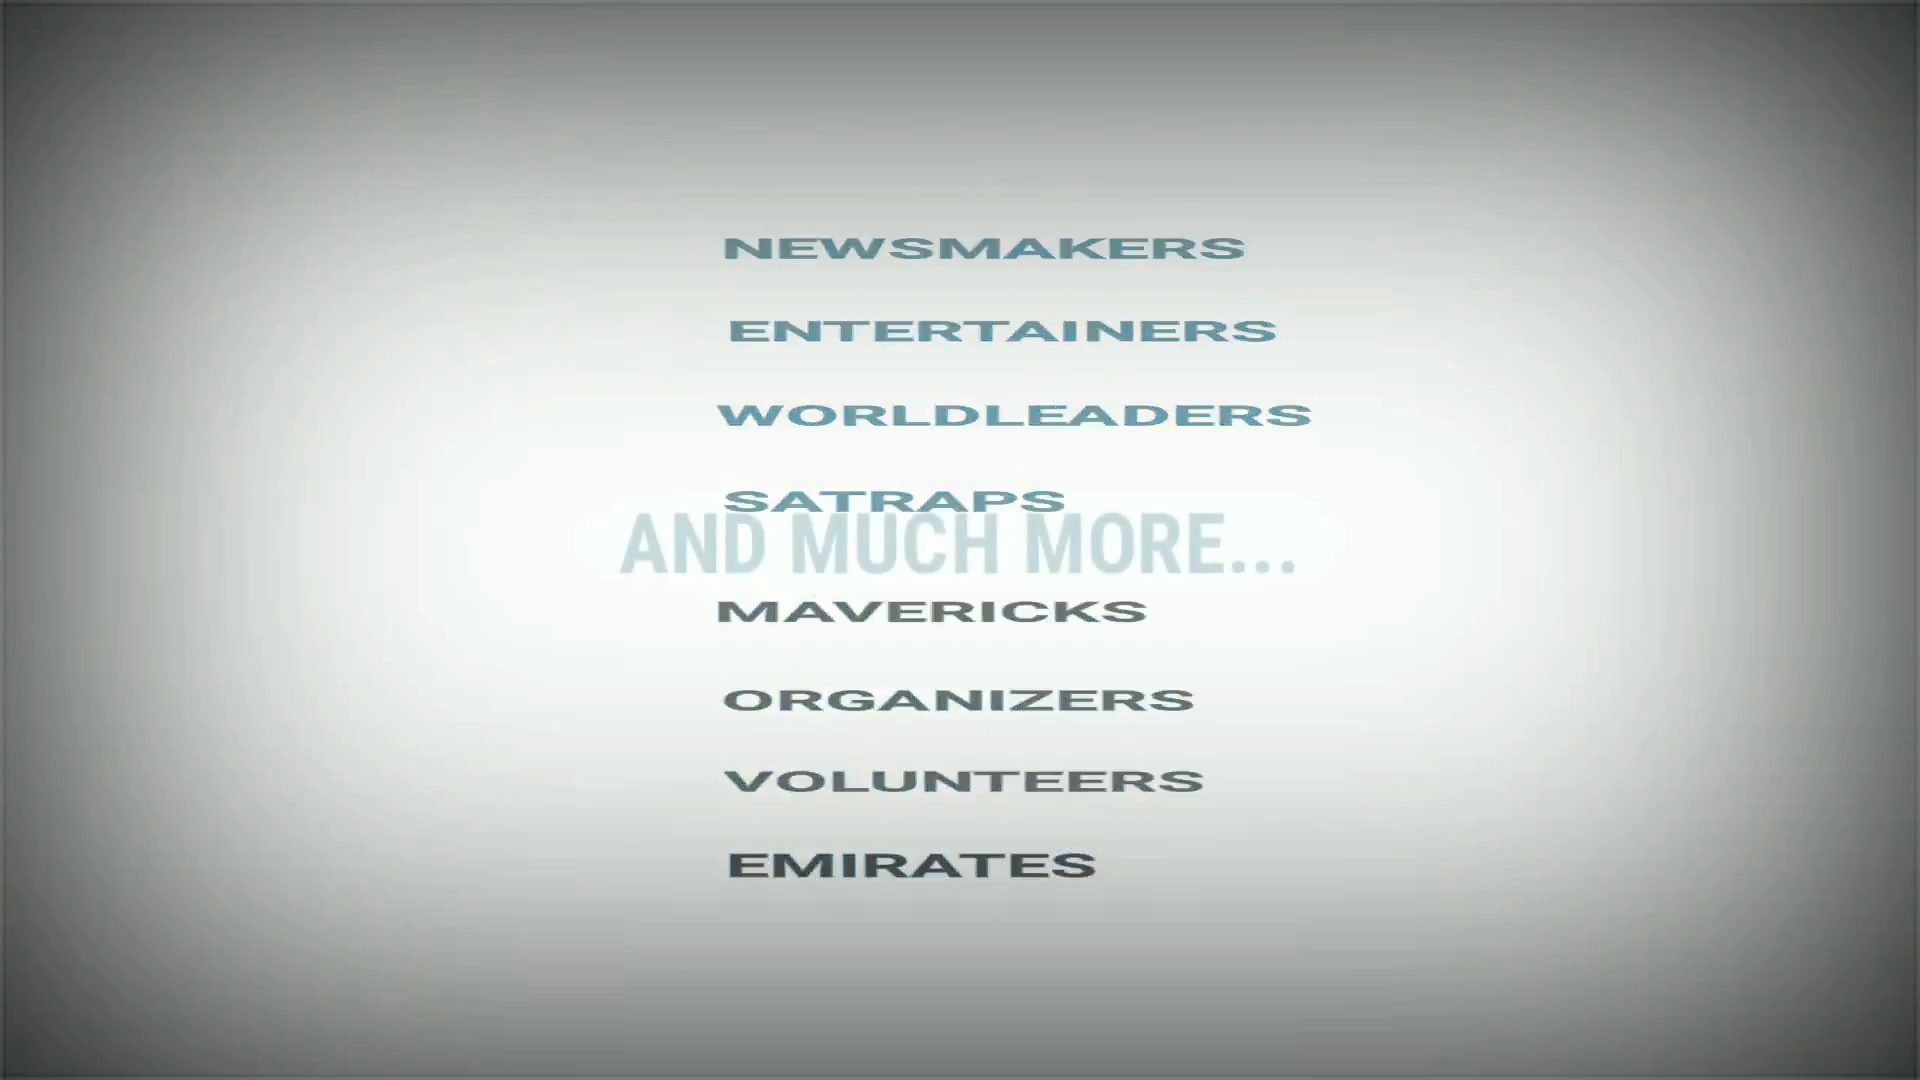 NEWSMAKERS
ENTERTAINERS
WORLDLEADERS
SATRAPS
AND MUCH MORE...
MAVERICKS
ORGANIZERS
VOLUNTEERS
EMIRATES